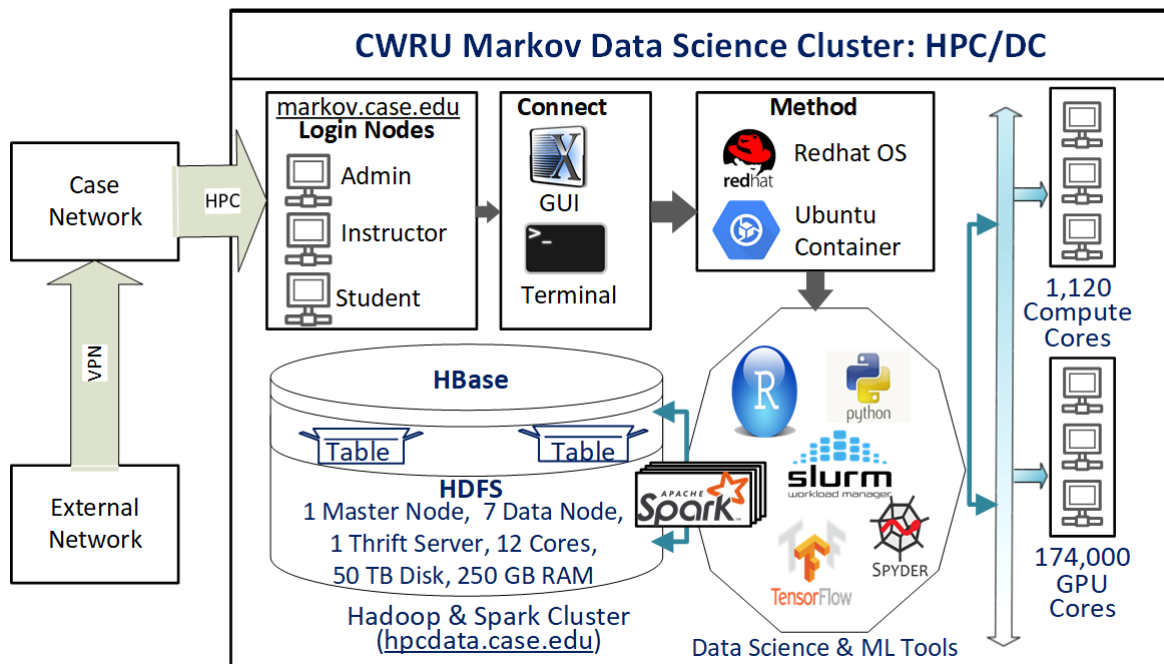 CWRU Markov Data Science Cluster: HPC/DC
Case
Network
HPC
VPN
External
Network
markov.case.edu
Login Nodes
Admin
Instructor
Student
Connect
X
GUI
>_
Terminal
Method
redhat
Redhat OS
Ubuntu
Container
1,120
Compute
Cores
174,000
GPU
Cores
HBase
Table
Table
HDFS
1 Master Node, 7 Data Node,
1 Thrift Server, 12 Cores,
50 TB Disk, 250 GB RAM
Hadoop & Spark Cluster
(hpcdata.case.edu)
APACHE
Spark
R
python
slurm
workload manager
TensorFlow
SPYDER
Data Science & ML Tools